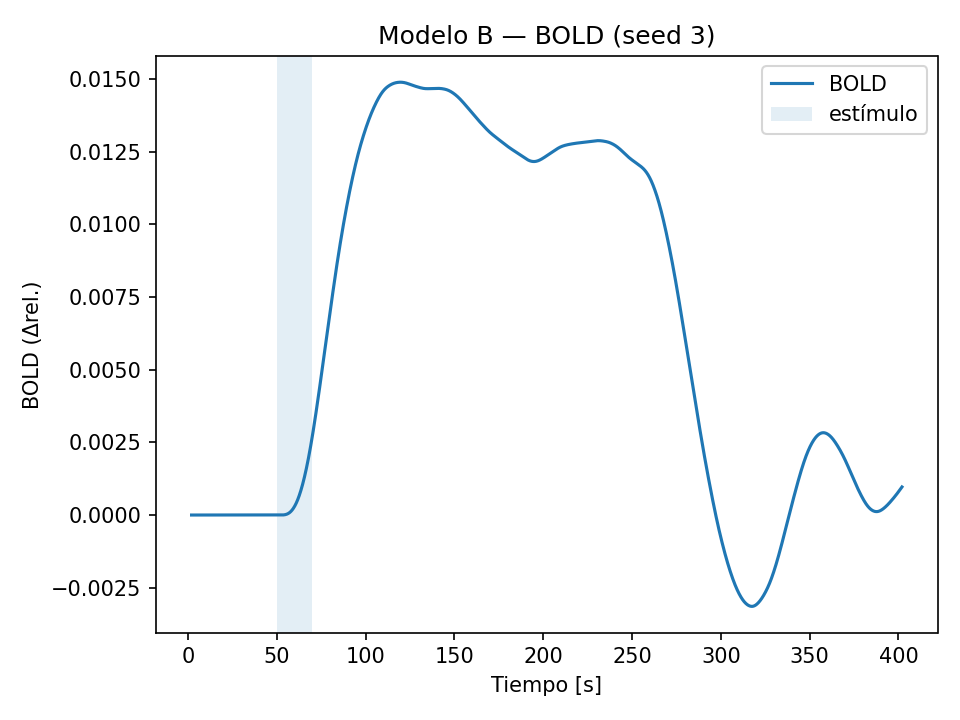 Modelo B — BOLD (seed 3)
BOLD
estímulo
0.0150
0.0125
0.0100
0.0075
0.0050
0.0025
0.0000
−0.0025
BOLD (Δrel.)
0 50 100 150 200 250 300 350 400
Tiempo [s]